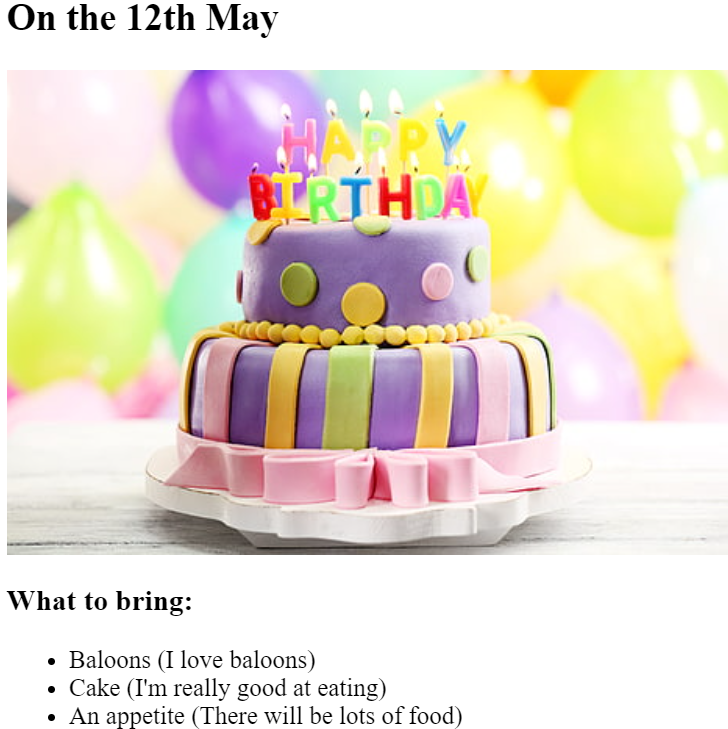 On the 12th May
HAPPY
BIRTHDAY
What to bring:
Baloons (I love baloons)
Cake (I'm really good at eating)
An appetite (There will be lots of food)